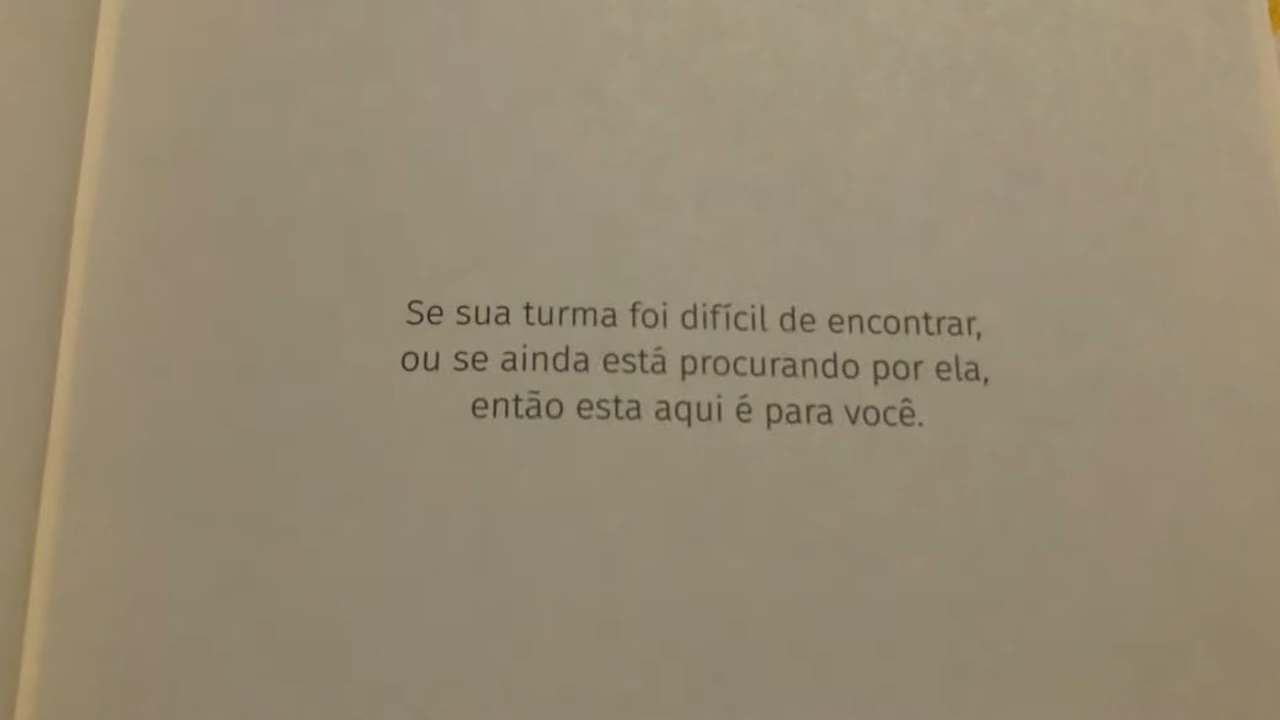 Se sua turma foi difícil de encontrar,
ou se ainda está procurando por ela,
então esta aqui é para você.